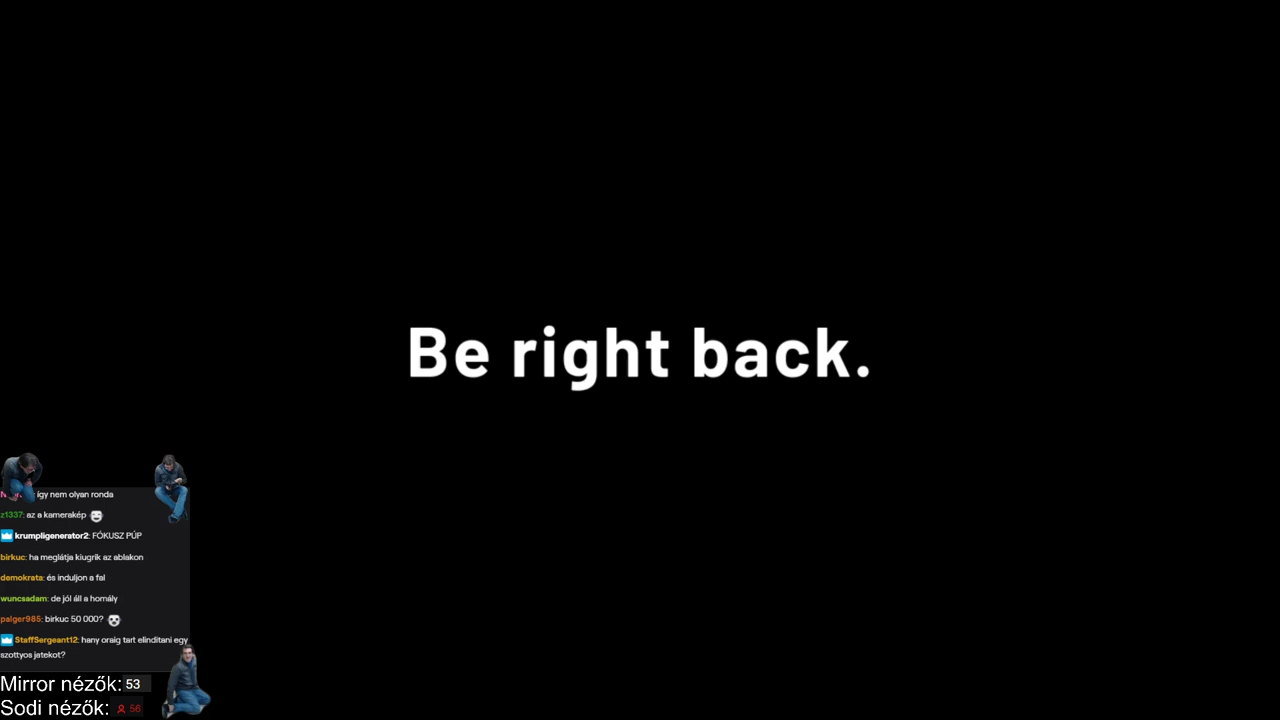 Be right back.
így nem olyan ronda
z1337: az a kamerakép
krumpligenerator2: FÓKUSZ PÚP
birkuc: ha meglátja kiugrik az ablakon
demokrata: és induljon a fal
wuncsadam: de jól áll a homály
palger985: birkuc 50 000?
StaffSergeant12: hany oraig tart elinditani egy
szottyos jatekot?
Mirror nézők: 53
Sodi nézők: 56